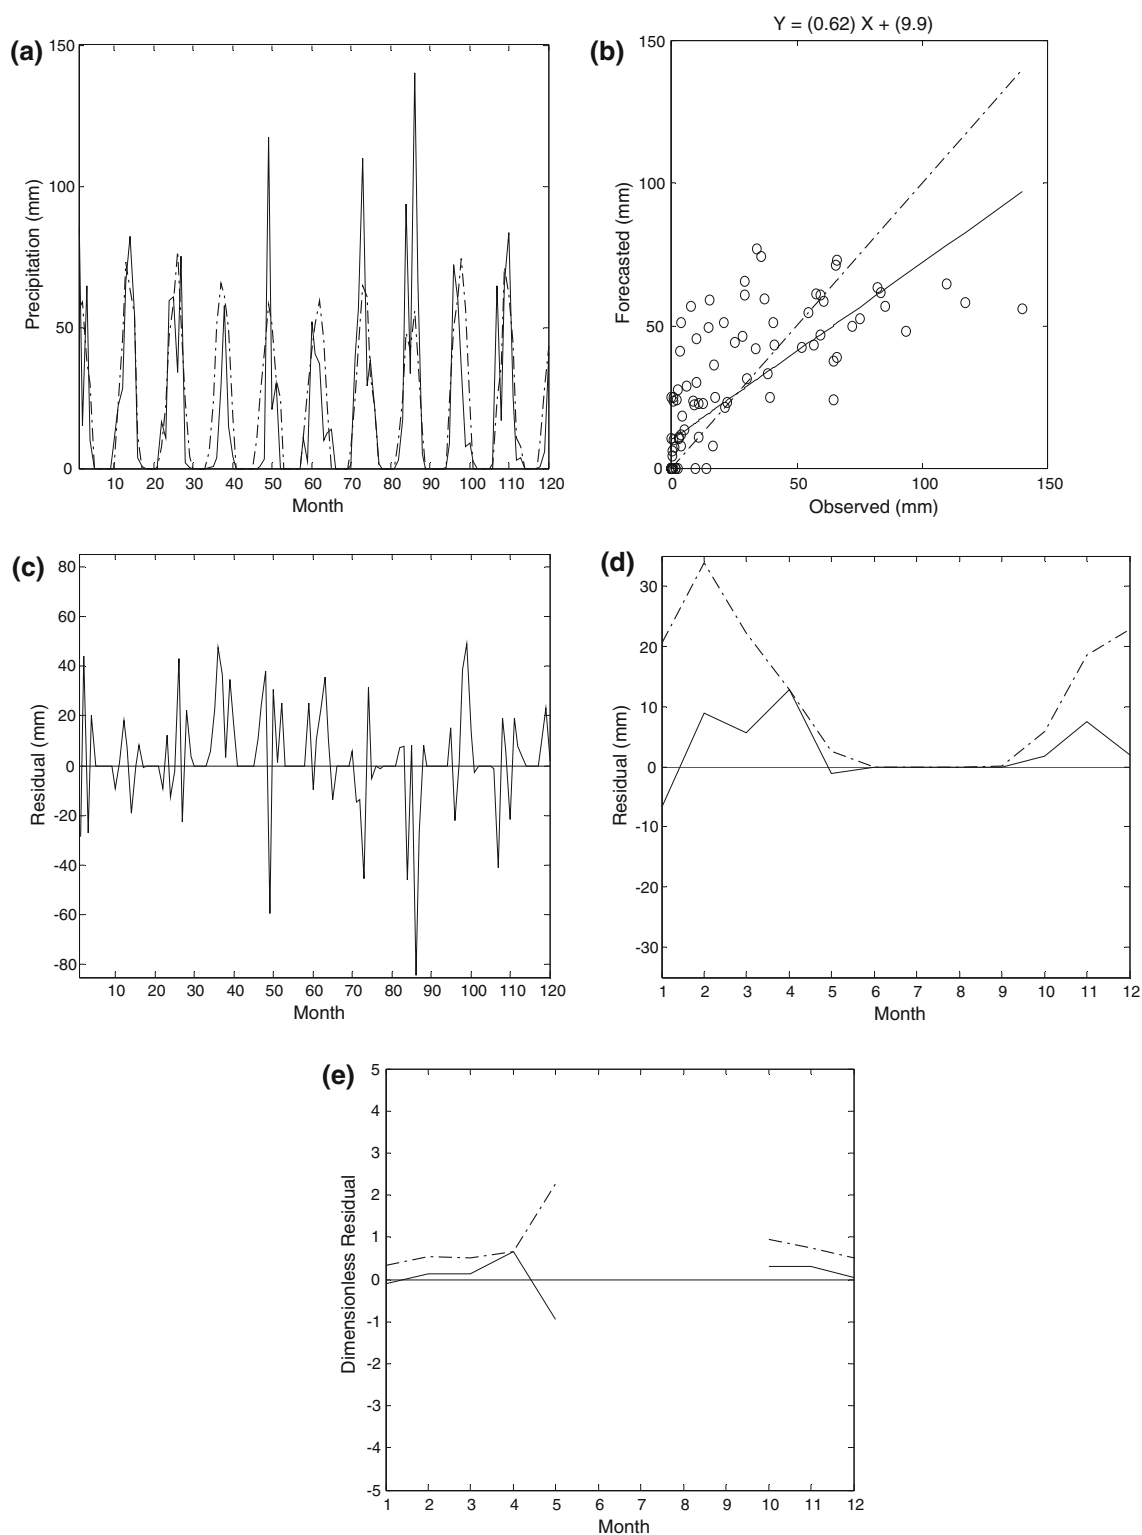 Y = (0.62) X + (9.9)
(a)
150
100
50
0
Precipitation (mm)
10 20 30 40 50 60 70 80 90 100 110 120
Month
(b)
150
100
50
0
Forecasted (mm)
0 50 100 150
Observed (mm)
(c)
80
60
40
20
0
-20
-40
-60
-80
Residual (mm)
10 20 30 40 50 60 70 80 90 100 110 120
Month
(d)
30
20
10
0
-10
-20
-30
Residual (mm)
1 2 3 4 5 6 7 8 9 10 11 12
Month
(e)
5
4
3
2
1
0
-1
-2
-3
-4
-5
Dimensionless Residual
1 2 3 4 5 6 7 8 9 10 11 12
Month